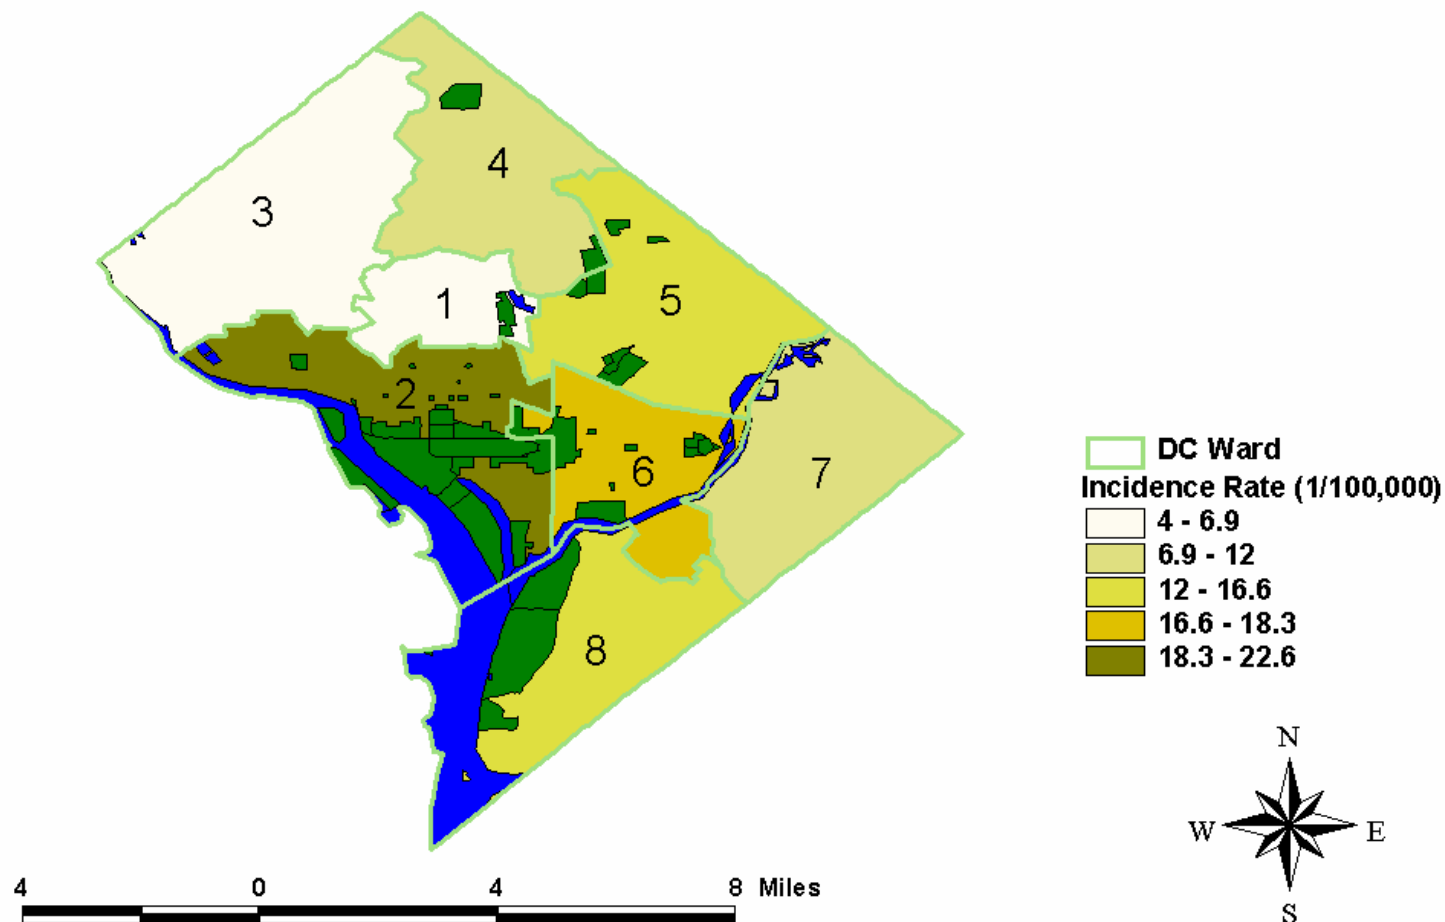 4
3
1
5
2
6
7
8
DC Ward
Incidence Rate (1/100,000)
4 - 6.9
6.9 - 12
12 - 16.6
16.6 - 18.3
18.3 - 22.6
N
W E
S
4 0 4 8 Miles